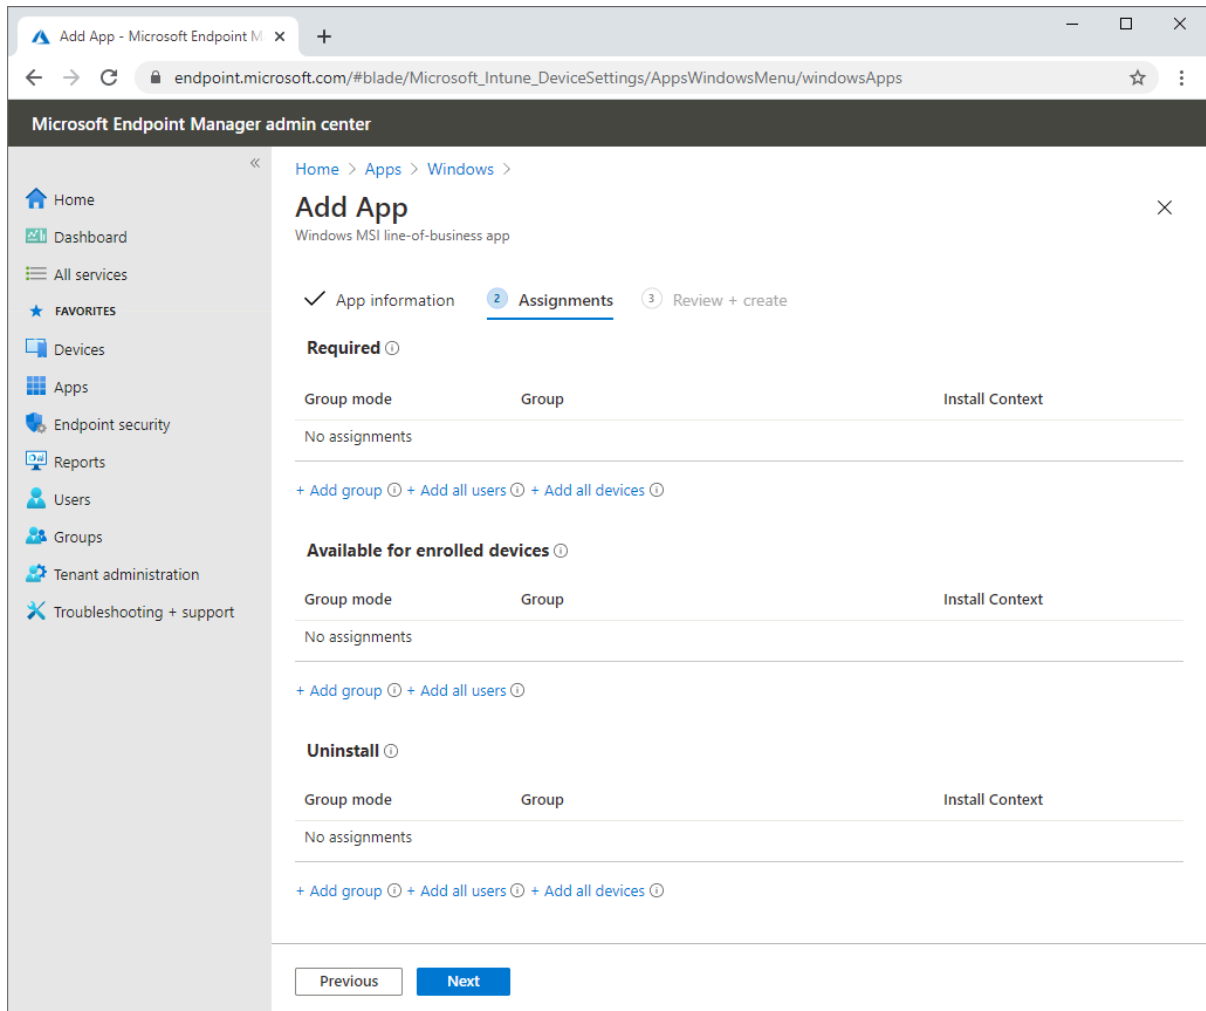 Add App - Microsoft Endpoint M
endpoint.microsoft.com/#blade/Microsoft_Intune_DeviceSettings/AppsWindowsMenu/windowsApps
Microsoft Endpoint Manager admin center
Home
Dashboard
All services
FAVORITES
Devices
Apps
Endpoint security
Reports
Users
Groups
Tenant administration
Troubleshooting + support
Home > Apps > Windows >
Add App
Windows MSI line-of-business app
App information 2 Assignments 3 Review + create
Required
Group mode Group Install Context
No assignments
+ Add group + Add all users + Add all devices
Available for enrolled devices
Group mode Group Install Context
No assignments
+ Add group + Add all users
Uninstall
Group mode Group Install Context
No assignments
+ Add group + Add all users + Add all devices
Previous Next